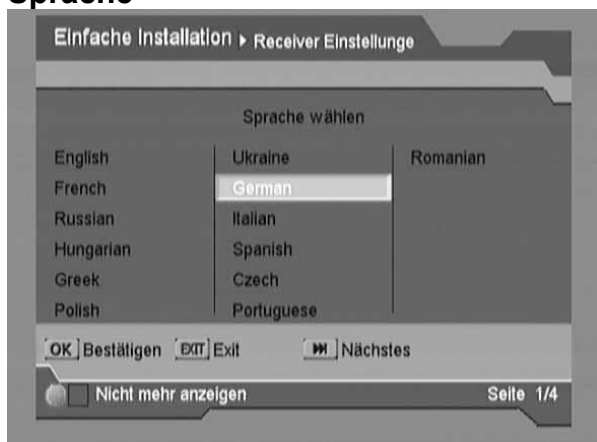 Sprache
Einfache Installation ▸ Receiver Einstellunge
Sprache wählen
English Ukraine Romanian
French German
Russian Italian
Hungarian Spanish
Greek Czech
Polish Portuguese
OK Bestätigen EXIT Exit ⏭ Nächstes
Nicht mehr anzeigen Seite 1/4